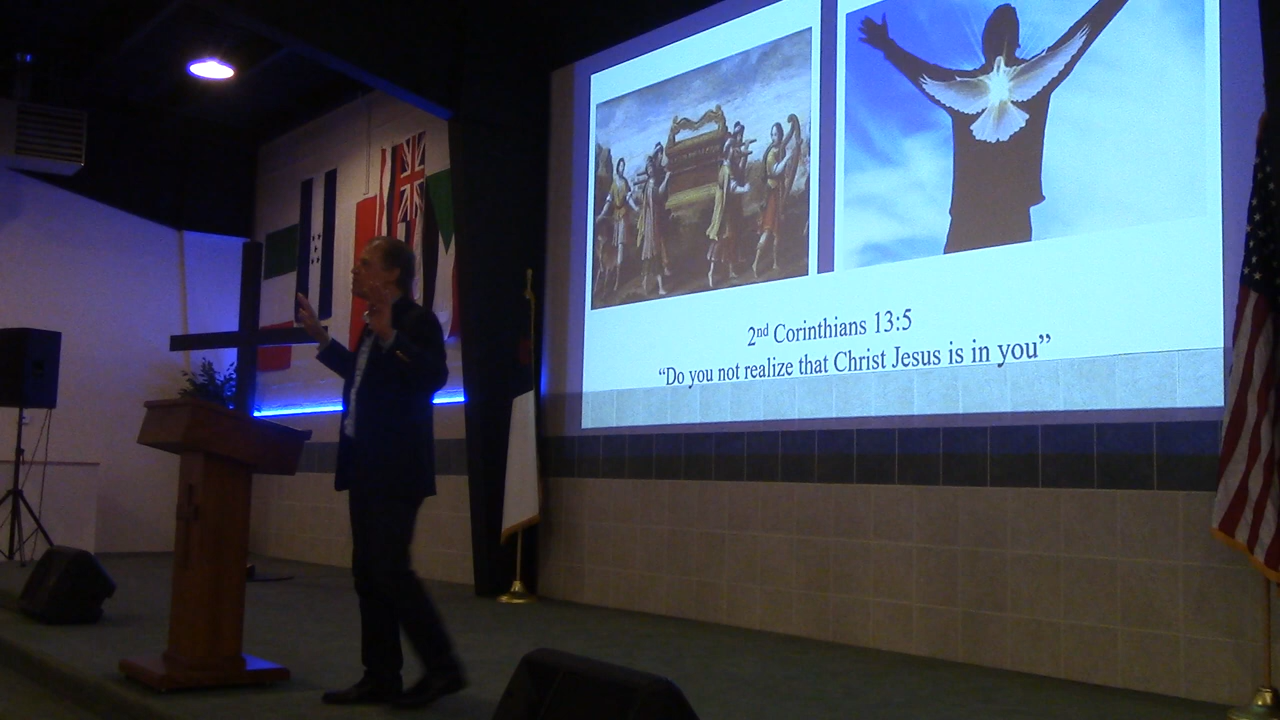 2nd Corinthians 13:5
“Do you not realize that Christ Jesus is in you”